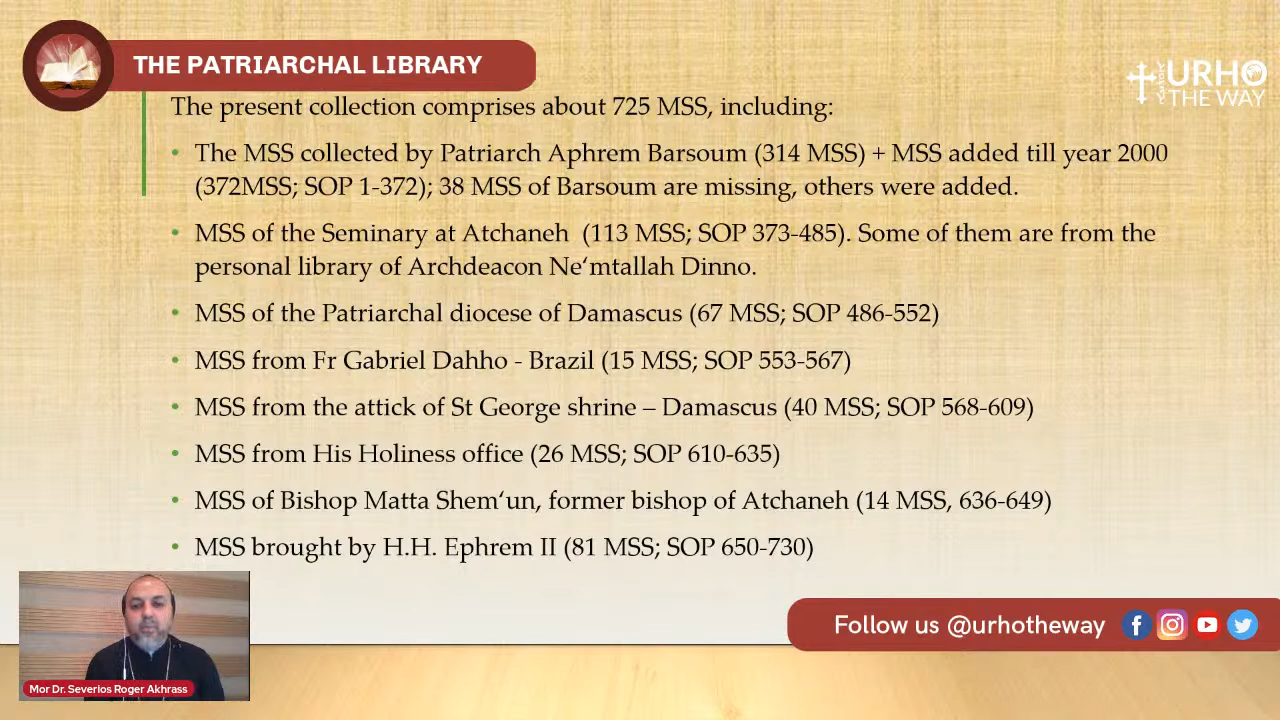 THE PATRIARCHAL LIBRARY
URHO
THE WAY
The present collection comprises about 725 MSS, including:
• The MSS collected by Patriarch Aphrem Barsoum (314 MSS) + MSS added till year 2000
(372MSS; SOP 1-372); 38 MSS of Barsoum are missing, others were added.
• MSS of the Seminary at Atchaneh (113 MSS; SOP 373-485). Some of them are from the
personal library of Archdeacon Ne‘mtallah Dinno.
• MSS of the Patriarchal diocese of Damascus (67 MSS; SOP 486-552)
• MSS from Fr Gabriel Dahho - Brazil (15 MSS; SOP 553-567)
• MSS from the attick of St George shrine – Damascus (40 MSS; SOP 568-609)
• MSS from His Holiness office (26 MSS; SOP 610-635)
• MSS of Bishop Matta Shem‘un, former bishop of Atchaneh (14 MSS, 636-649)
• MSS brought by H.H. Ephrem II (81 MSS; SOP 650-730)
Follow us @urhotheway
Mor Dr. Severios Roger Akhrass